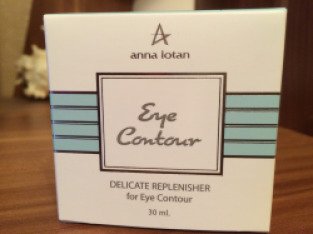 anna lotan
Eye
Contour
DELICATE REPLENISHER
for Eye Contour
30 ml.